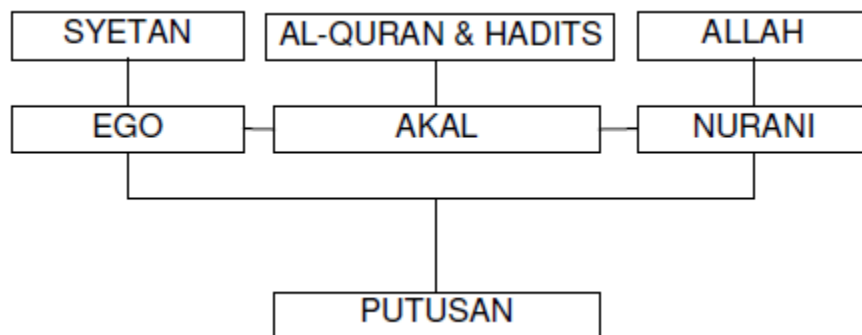 SYETAN
AL-QURAN & HADITS
ALLAH
EGO
AKAL
NURANI
PUTUSAN